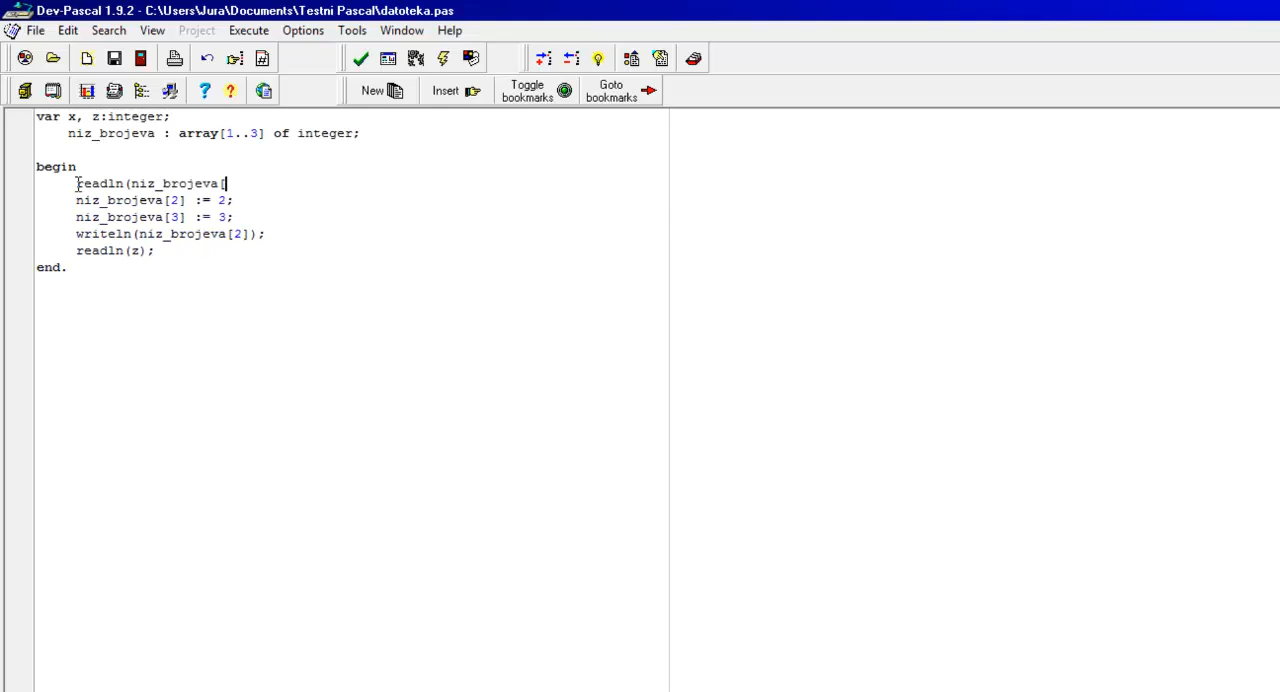 Dev-Pascal 1.9.2 - C:\Users\Jura\Documents\Testni Pascal\datoteka.pas
File Edit Search View Project Execute Options Tools Window Help
New Insert Toggle bookmarks Goto bookmarks
var x, z:integer;
niz_brojeva : array[1..3] of integer;
begin
readln(niz_brojeva[
niz_brojeva[2] := 2;
niz_brojeva[3] := 3;
writeln(niz_brojeva[2]);
readln(z);
end.